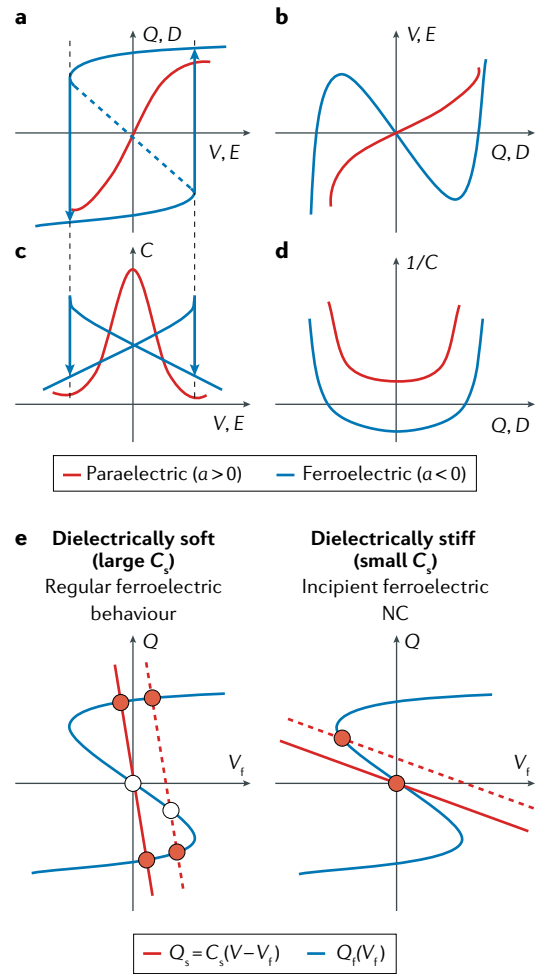 a
Q, D
V, E
b
V, E
Q, D
c
C
V, E
d
1/C
Q, D
Paraelectric (a > 0)
Ferroelectric (a < 0)
e
Dielectrically soft
(large Cs)
Regular ferroelectric
behaviour
Q
Vf
Dielectrically stiff
(small Cs)
Incipient ferroelectric
NC
Q
Vf
Qs = Cs(V − Vf)
Qf(Vf)